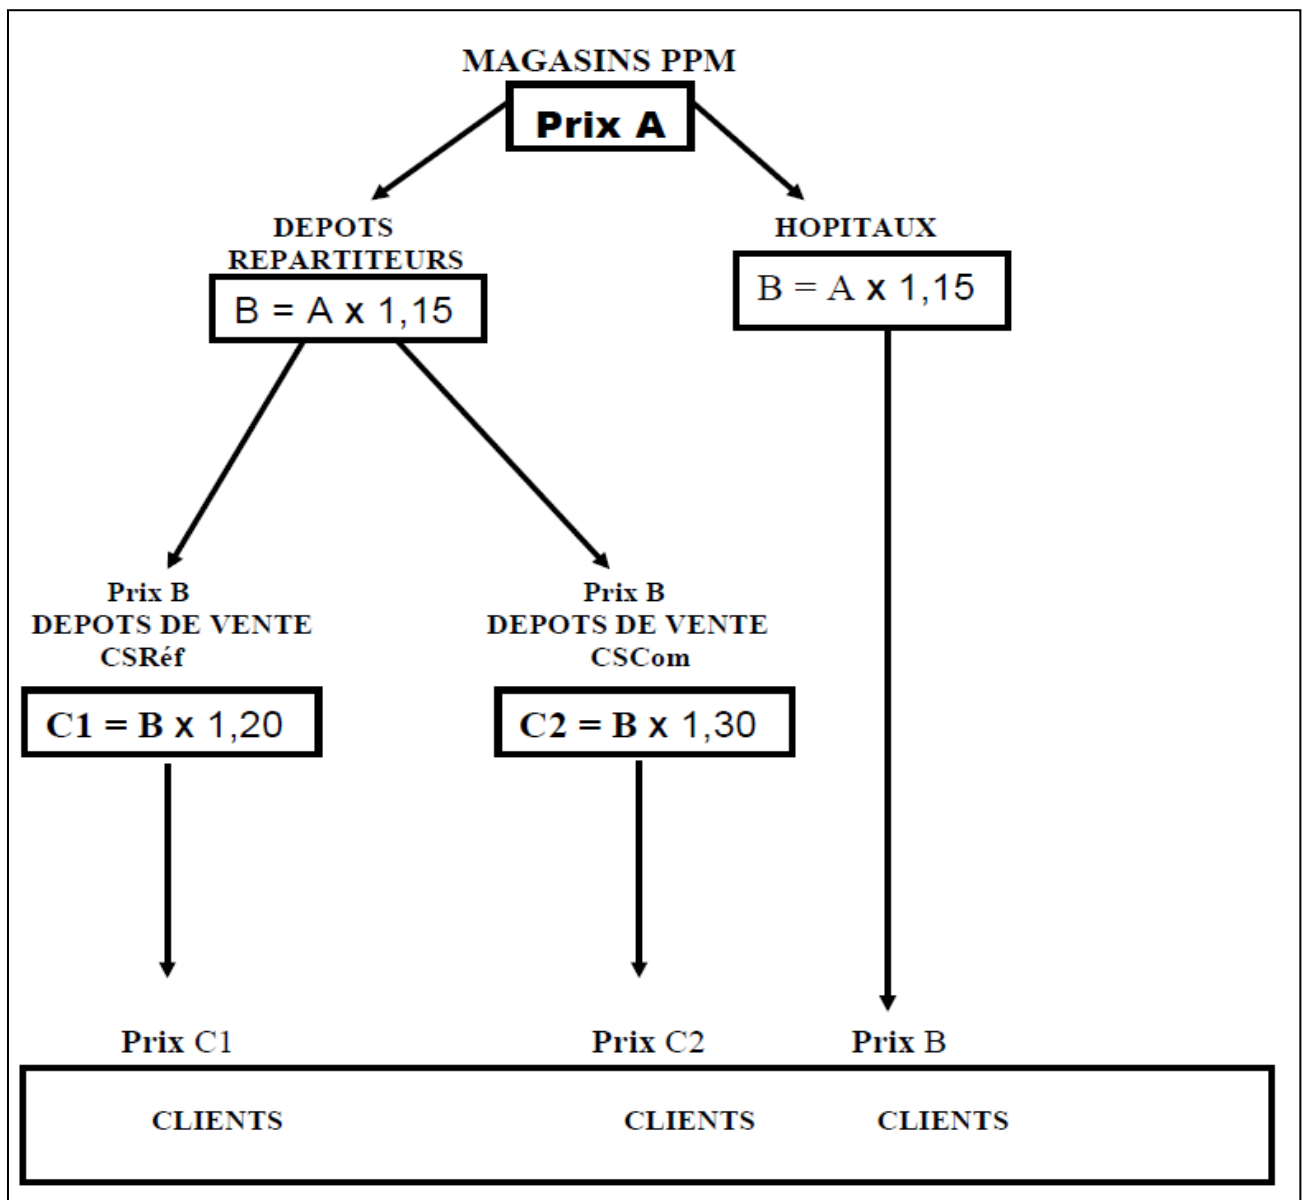 MAGASINS PPM
Prix A
DEPOTS
REPARTITEURS
B = A x 1,15
HOPITAUX
B = A x 1,15
Prix B
DEPOTS DE VENTE
CSRéf
C1 = B x 1,20
Prix B
DEPOTS DE VENTE
CSCom
C2 = B x 1,30
Prix C1
Prix C2
Prix B
CLIENTS
CLIENTS
CLIENTS